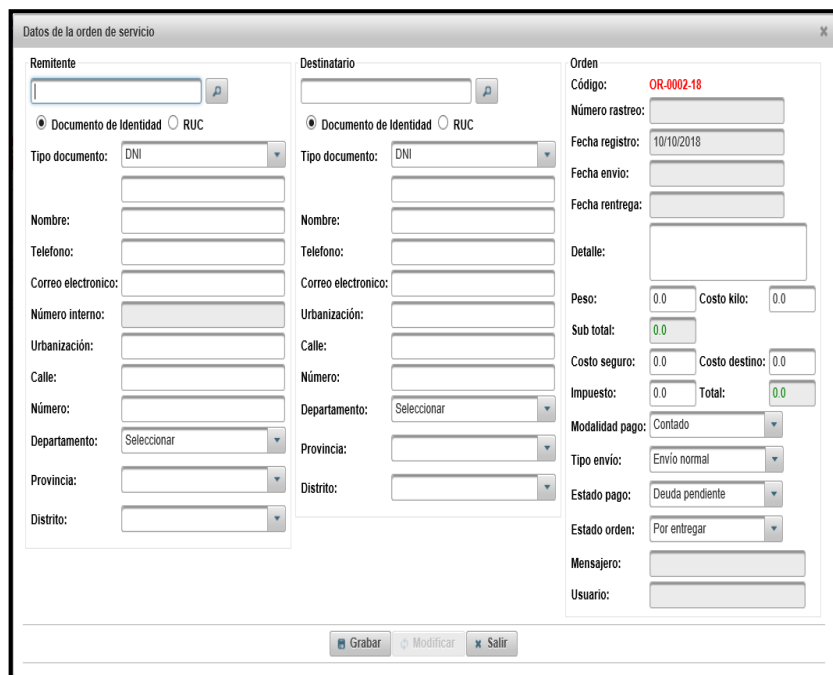 Datos de la orden de servicio
Remitente
Documento de Identidad RUC
Tipo documento: DNI
Nombre:
Telefono:
Correo electronico:
Número interno:
Urbanización:
Calle:
Número:
Departamento: Seleccionar
Provincia:
Distrito:
Destinatario
Documento de Identidad RUC
Tipo documento: DNI
Nombre:
Telefono:
Correo electronico:
Urbanización:
Calle:
Número:
Departamento: Seleccionar
Provincia:
Distrito:
Orden
Código: OR-0002-18
Número rastreo:
Fecha registro: 10/10/2018
Fecha envio:
Fecha rentrega:
Detalle:
Peso: 0.0 Costo kilo: 0.0
Sub total: 0.0
Costo seguro: 0.0 Costo destino: 0.0
Impuesto: 0.0 Total: 0.0
Modalidad pago: Contado
Tipo envío: Envío normal
Estado pago: Deuda pendiente
Estado orden: Por entregar
Mensajero:
Usuario:
Grabar Modificar Salir